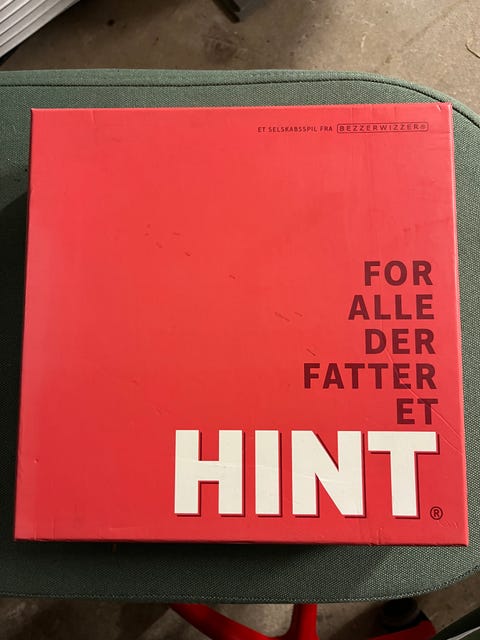 ET SELSKABSSPIL FRA BEZZERWIZZER®
FOR
ALLE
DER
FATTER
ET
HINT®